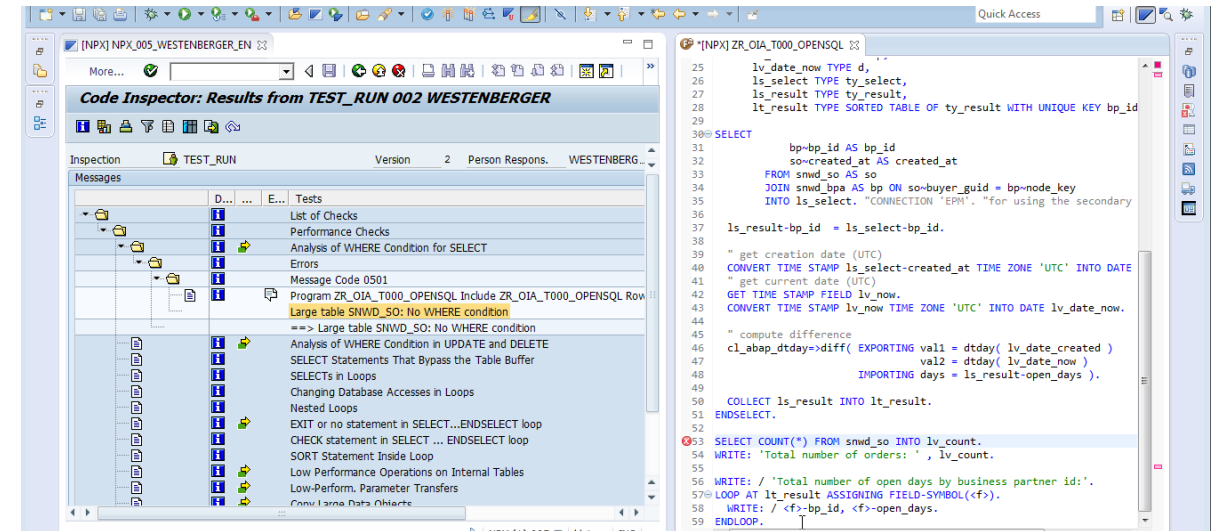 Quick Access
[NPX] NPX_005_WESTENBERGER_EN
More...
Code Inspector: Results from TEST_RUN 002 WESTENBERGER
Inspection TEST_RUN Version 2 Person Respons. WESTENBERG...
Messages
D... ... E... Tests
List of Checks
Performance Checks
Analysis of WHERE Condition for SELECT
Errors
Message Code 0501
Program ZR_OIA_T000_OPENSQL Include ZR_OIA_T000_OPENSQL Row
Large table SNWD_SO: No WHERE condition
==> Large table SNWD_SO: No WHERE condition
Analysis of WHERE Condition in UPDATE and DELETE
SELECT Statements That Bypass the Table Buffer
SELECTs in Loops
Changing Database Accesses in Loops
Nested Loops
EXIT or no statement in SELECT...ENDSELECT loop
CHECK statement in SELECT ... ENDSELECT loop
SORT Statement Inside Loop
Low Performance Operations on Internal Tables
Low-Perform. Parameter Transfers
Copy Large Data Objects
*[NPX] ZR_OIA_T000_OPENSQL
25 lv_date_now TYPE d,
26 ls_select TYPE ty_select,
27 ls_result TYPE ty_result,
28 lt_result TYPE SORTED TABLE OF ty_result WITH UNIQUE KEY bp_id
29
30 SELECT
31 bp~bp_id AS bp_id
32 so~created_at AS created_at
33 FROM snwd_so AS so
34 JOIN snwd_bpa AS bp ON so~buyer_guid = bp~node_key
35 INTO ls_select. "CONNECTION 'EPM'. "for using the secondary
36
37 ls_result-bp_id = ls_select-bp_id.
38
39 " get creation date (UTC)
40 CONVERT TIME STAMP ls_select-created_at TIME ZONE 'UTC' INTO DATE
41 " get current date (UTC)
42 GET TIME STAMP FIELD lv_now.
43 CONVERT TIME STAMP lv_now TIME ZONE 'UTC' INTO DATE lv_date_now.
44
45 " compute difference
46 cl_abap_dtday=>diff( EXPORTING val1 = dtday( lv_date_created )
47 val2 = dtday( lv_date_now )
48 IMPORTING days = ls_result-open_days ).
49
50 COLLECT ls_result INTO lt_result.
51 ENDSELECT.
52
53 SELECT COUNT(*) FROM snwd_so INTO lv_count.
54 WRITE: 'Total number of orders: ' , lv_count.
55
56 WRITE: / 'Total number of open days by business partner id:'.
57 LOOP AT lt_result ASSIGNING FIELD-SYMBOL(<f>).
58 WRITE: / <f>-bp_id, <f>-open_days.
59 ENDLOOP.